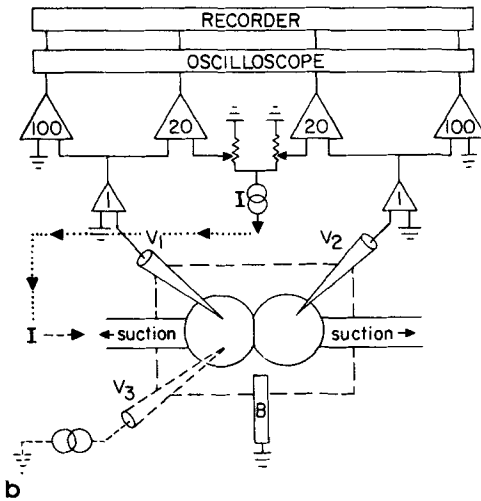 RECORDER
OSCILLOSCOPE
100 20 20 100
I
1 1
V1 V2
I
suction suction
V3
B
b